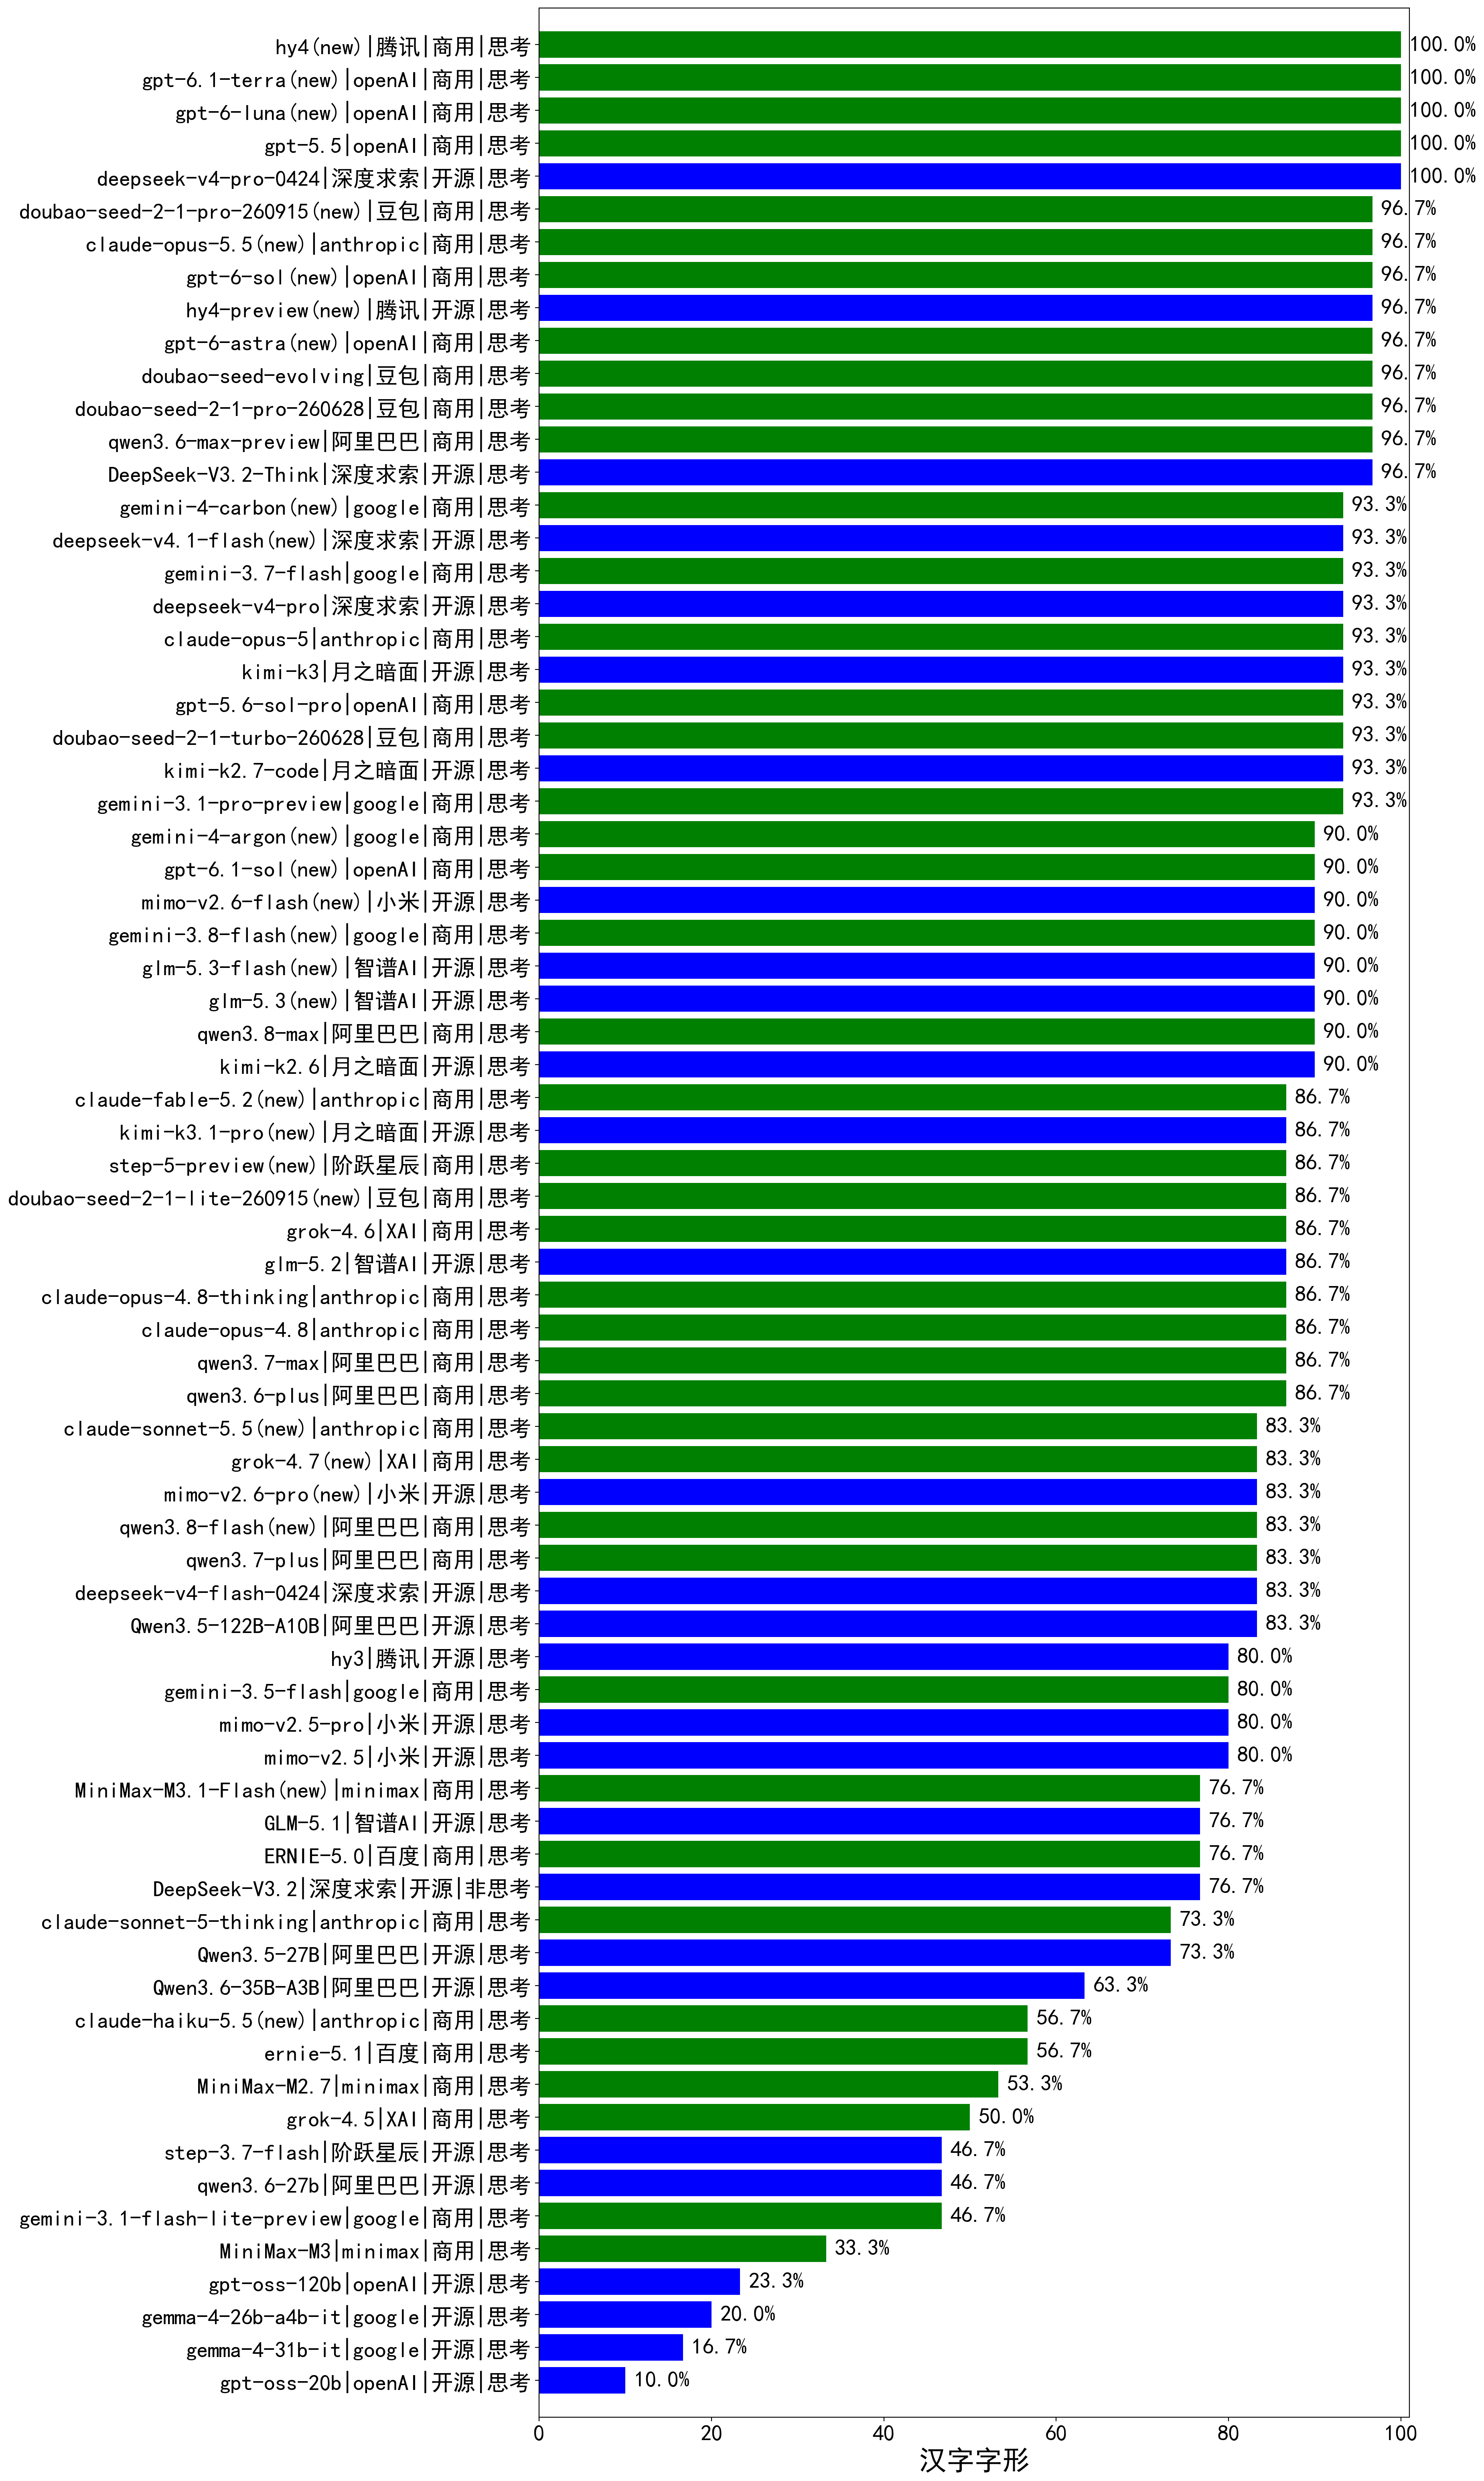 hy4(new)|腾讯|商用|思考 100.0%
gpt-6.1-terra(new)|openAI|商用|思考 100.0%
gpt-6-luna(new)|openAI|商用|思考 100.0%
gpt-5.5|openAI|商用|思考 100.0%
deepseek-v4-pro-0424|深度求索|开源|思考 100.0%
doubao-seed-2-1-pro-260915(new)|豆包|商用|思考 96.7%
claude-opus-5.5(new)|anthropic|商用|思考 96.7%
gpt-6-sol(new)|openAI|商用|思考 96.7%
hy4-preview(new)|腾讯|开源|思考 96.7%
gpt-6-astra(new)|openAI|商用|思考 96.7%
doubao-seed-evolving|豆包|商用|思考 96.7%
doubao-seed-2-1-pro-260628|豆包|商用|思考 96.7%
qwen3.6-max-preview|阿里巴巴|商用|思考 96.7%
DeepSeek-V3.2-Think|深度求索|开源|思考 96.7%
gemini-4-carbon(new)|google|商用|思考 93.3%
deepseek-v4.1-flash(new)|深度求索|开源|思考 93.3%
gemini-3.7-flash|google|商用|思考 93.3%
deepseek-v4-pro|深度求索|开源|思考 93.3%
claude-opus-5|anthropic|商用|思考 93.3%
kimi-k3|月之暗面|开源|思考 93.3%
gpt-5.6-sol-pro|openAI|商用|思考 93.3%
doubao-seed-2-1-turbo-260628|豆包|商用|思考 93.3%
kimi-k2.7-code|月之暗面|开源|思考 93.3%
gemini-3.1-pro-preview|google|商用|思考 93.3%
gemini-4-argon(new)|google|商用|思考 90.0%
gpt-6.1-sol(new)|openAI|商用|思考 90.0%
mimo-v2.6-flash(new)|小米|开源|思考 90.0%
gemini-3.8-flash(new)|google|商用|思考 90.0%
glm-5.3-flash(new)|智谱AI|开源|思考 90.0%
glm-5.3(new)|智谱AI|开源|思考 90.0%
qwen3.8-max|阿里巴巴|商用|思考 90.0%
kimi-k2.6|月之暗面|开源|思考 90.0%
claude-fable-5.2(new)|anthropic|商用|思考 86.7%
kimi-k3.1-pro(new)|月之暗面|开源|思考 86.7%
step-5-preview(new)|阶跃星辰|商用|思考 86.7%
doubao-seed-2-1-lite-260915(new)|豆包|商用|思考 86.7%
grok-4.6|XAI|商用|思考 86.7%
glm-5.2|智谱AI|开源|思考 86.7%
claude-opus-4.8-thinking|anthropic|商用|思考 86.7%
claude-opus-4.8|anthropic|商用|思考 86.7%
qwen3.7-max|阿里巴巴|商用|思考 86.7%
qwen3.6-plus|阿里巴巴|商用|思考 86.7%
claude-sonnet-5.5(new)|anthropic|商用|思考 83.3%
grok-4.7(new)|XAI|商用|思考 83.3%
mimo-v2.6-pro(new)|小米|开源|思考 83.3%
qwen3.8-flash(new)|阿里巴巴|商用|思考 83.3%
qwen3.7-plus|阿里巴巴|商用|思考 83.3%
deepseek-v4-flash-0424|深度求索|开源|思考 83.3%
Qwen3.5-122B-A10B|阿里巴巴|开源|思考 83.3%
hy3|腾讯|开源|思考 80.0%
gemini-3.5-flash|google|商用|思考 80.0%
mimo-v2.5-pro|小米|开源|思考 80.0%
mimo-v2.5|小米|开源|思考 80.0%
MiniMax-M3.1-Flash(new)|minimax|商用|思考 76.7%
GLM-5.1|智谱AI|开源|思考 76.7%
ERNIE-5.0|百度|商用|思考 76.7%
DeepSeek-V3.2|深度求索|开源|非思考 76.7%
claude-sonnet-5-thinking|anthropic|商用|思考 73.3%
Qwen3.5-27B|阿里巴巴|开源|思考 73.3%
Qwen3.6-35B-A3B|阿里巴巴|开源|思考 63.3%
claude-haiku-5.5(new)|anthropic|商用|思考 56.7%
ernie-5.1|百度|商用|思考 56.7%
MiniMax-M2.7|minimax|商用|思考 53.3%
grok-4.5|XAI|商用|思考 50.0%
step-3.7-flash|阶跃星辰|开源|思考 46.7%
qwen3.6-27b|阿里巴巴|开源|思考 46.7%
gemini-3.1-flash-lite-preview|google|商用|思考 46.7%
MiniMax-M3|minimax|商用|思考 33.3%
gpt-oss-120b|openAI|开源|思考 23.3%
gemma-4-26b-a4b-it|google|开源|思考 20.0%
gemma-4-31b-it|google|开源|思考 16.7%
gpt-oss-20b|openAI|开源|思考 10.0%
0 20 40 60 80 100
汉字字形